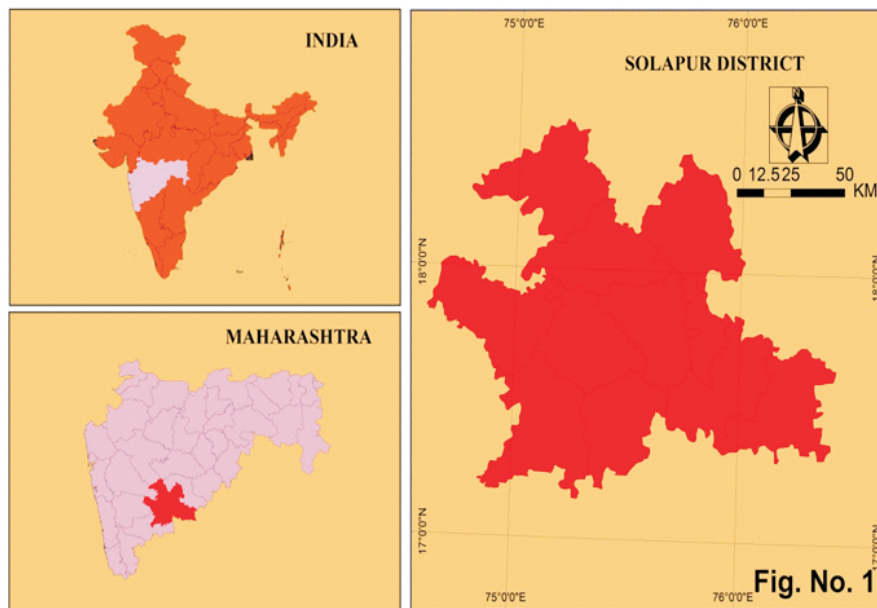 INDIA
MAHARASHTRA
75°0'0"E 76°0'0"E
SOLAPUR DISTRICT
N
0 12.5 25 50
KM
18°0'0"N 18°0'0"N
17°0'0"N 17°0'0"N
Fig. No. 1
75°0'0"E 76°0'0"E